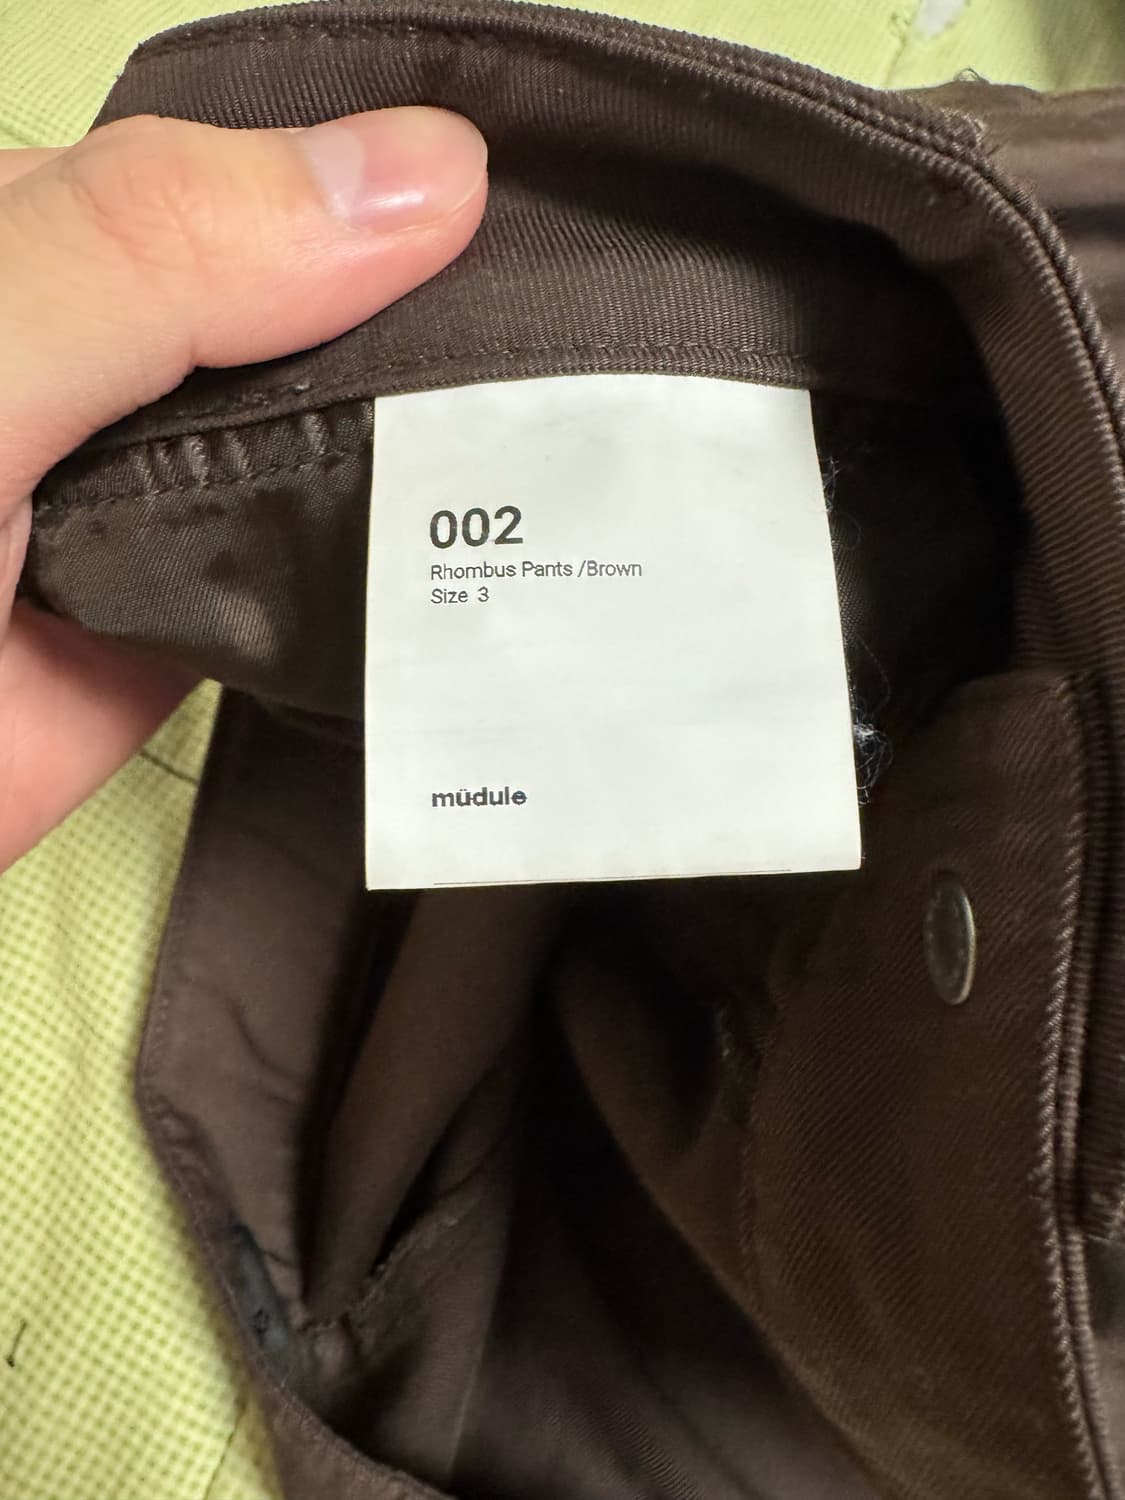 002
Rhombus Pants /Brown
Size 3
müdule